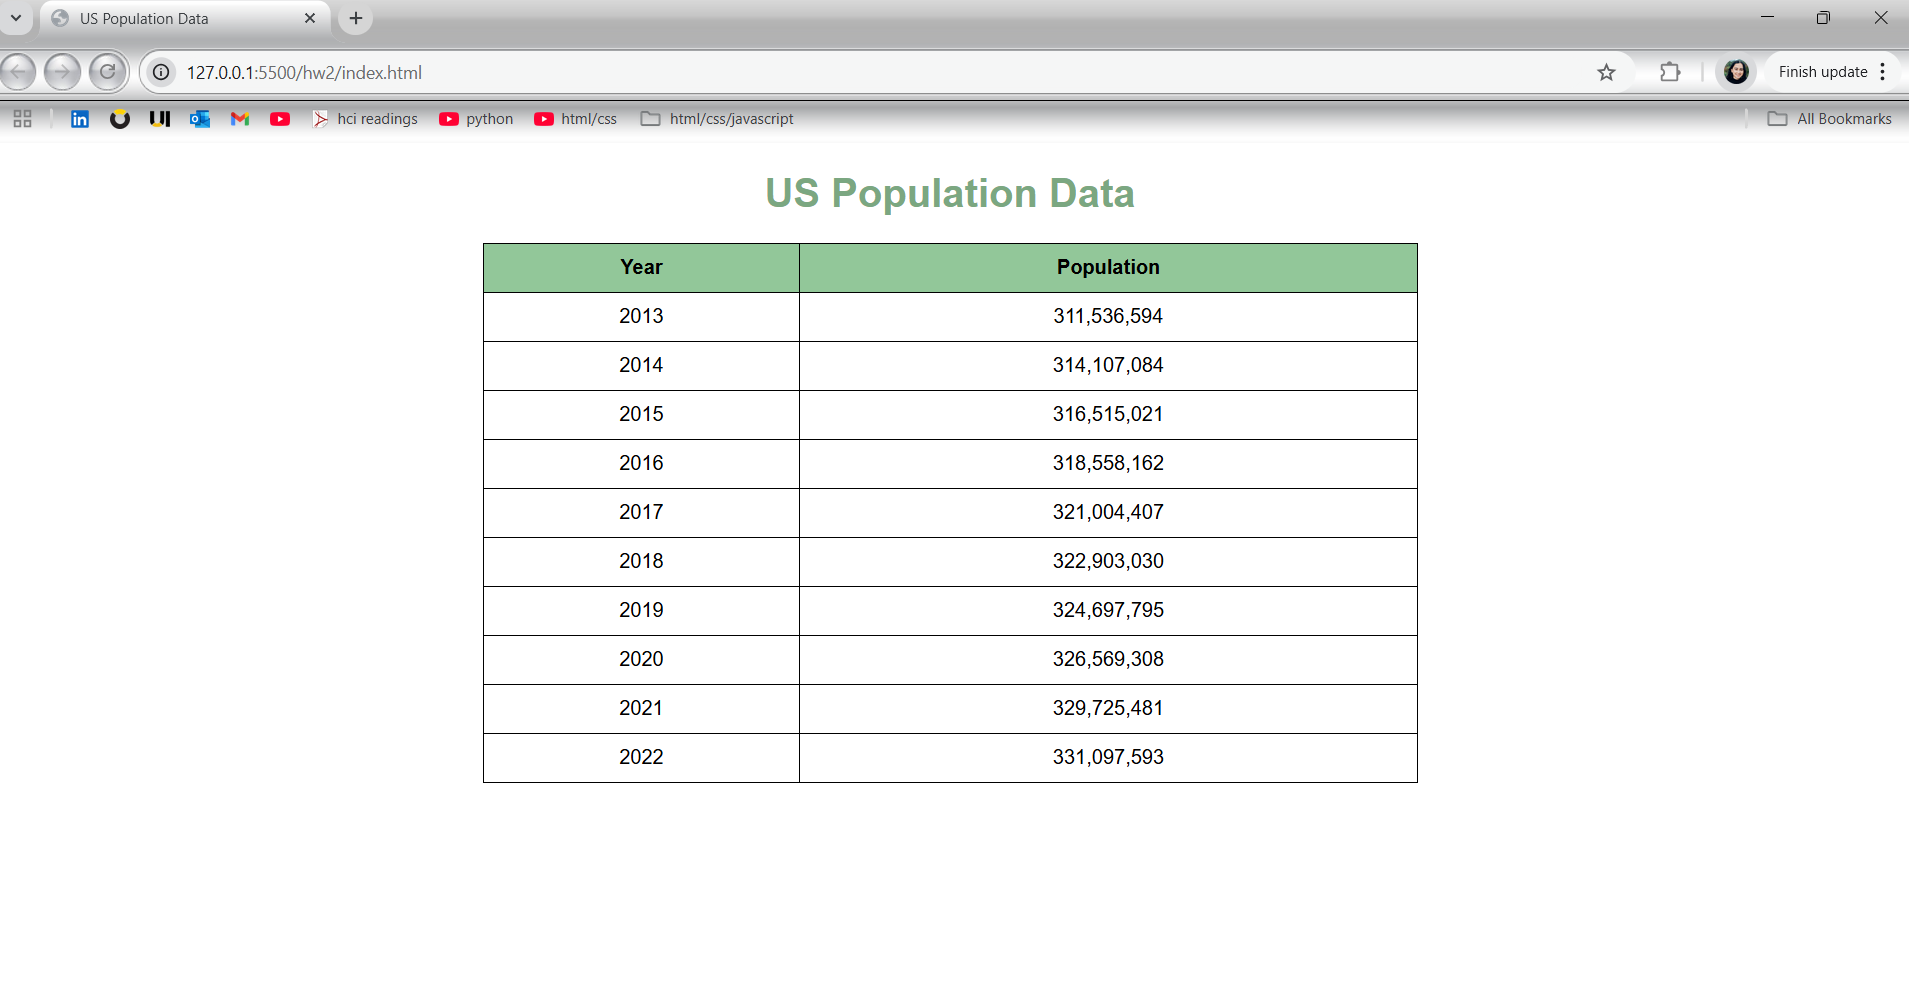 US Population Data
127.0.0.1:5500/hw2/index.html
Finish update
in UI hci readings python html/css html/css/javascript All Bookmarks
US Population Data
Year Population
2013 311,536,594
2014 314,107,084
2015 316,515,021
2016 318,558,162
2017 321,004,407
2018 322,903,030
2019 324,697,795
2020 326,569,308
2021 329,725,481
2022 331,097,593